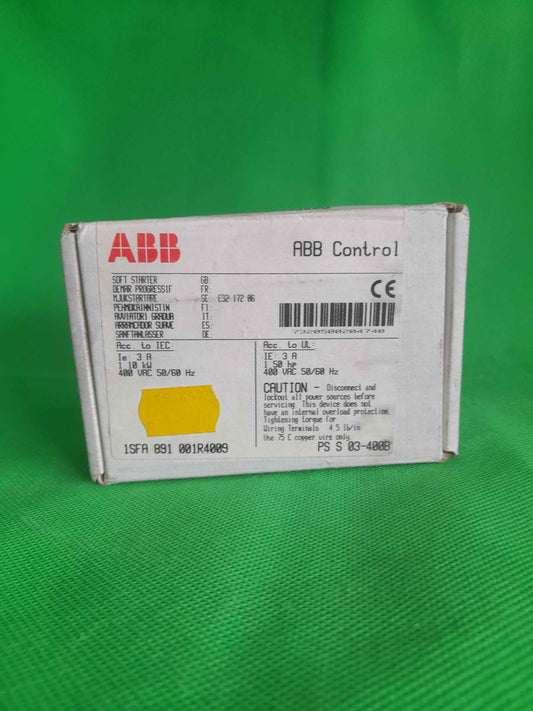 ABB
ABB Control
SOFT STARTER GB:
DEMAR PROGRESSIF FR:
MJUKSTARTARE SE: E32 172 06
PEHMOKAINNISTIN FI:
AVVIATORI GRADUA IT:
ARRANCADOR SUAVE ES:
SANFTANLASSER DE:
CE
7320500204740
Acc. to IEC:
Ie: 3 A
1 10 kW
400 VAC 50/60 Hz
Acc. to UL:
IE: 3 A
1 50 hp
400 VAC 50/60 Hz
CAUTION - Disconnect and
lockout all power sources before
servicing This device does not
have an internal overload protection
Tightening torque for
Wiring Terminals 4 5 lb/in
Use 75 C copper wire only
1SFA 891 001R4009
PS S 03-400B